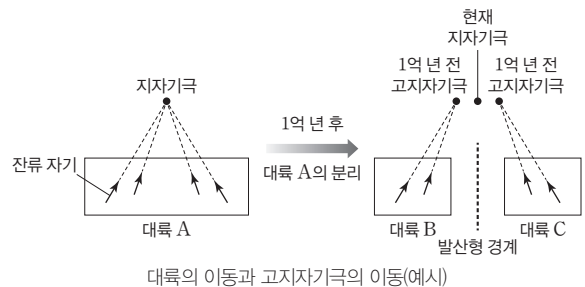 지자기극
잔류 자기
대륙 A
1억 년 후
대륙 A의 분리
현재
지자기극
1억 년 전
고지자기극
1억 년 전
고지자기극
대륙 B
대륙 C
발산형 경계
대륙의 이동과 고지자기극의 이동(예시)